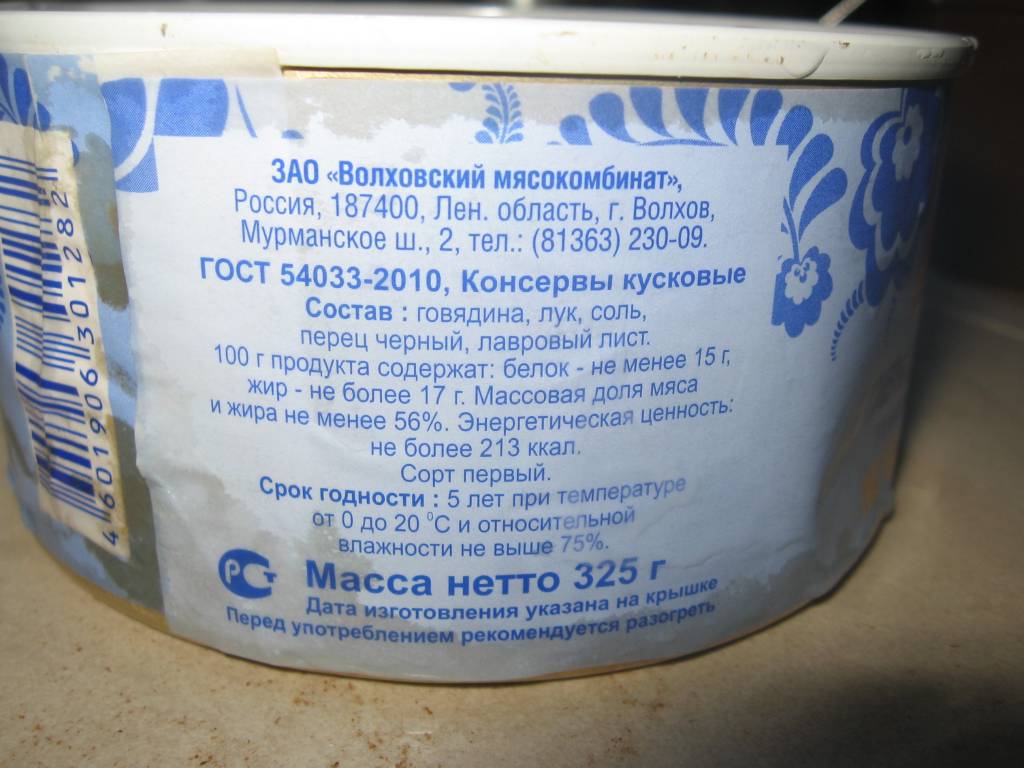 ЗАО «Волховский мясокомбинат»,
Россия, 187400, Лен. область, г. Волхов,
Мурманское ш., 2, тел.: (81363) 230-09.
ГОСТ 54033-2010, Консервы кусковые
Состав : говядина, лук, соль,
перец черный, лавровый лист.
100 г продукта содержат: белок - не менее 15 г,
жир - не более 17 г. Массовая доля мяса
и жира не менее 56%. Энергетическая ценность:
не более 213 ккал.
Сорт первый.
Срок годности : 5 лет при температуре
от 0 до 20 °С и относительной
влажности не выше 75%.
РСТ Масса нетто 325 г
Дата изготовления указана на крышке
Перед употреблением рекомендуется разогреть
4 601906 301282